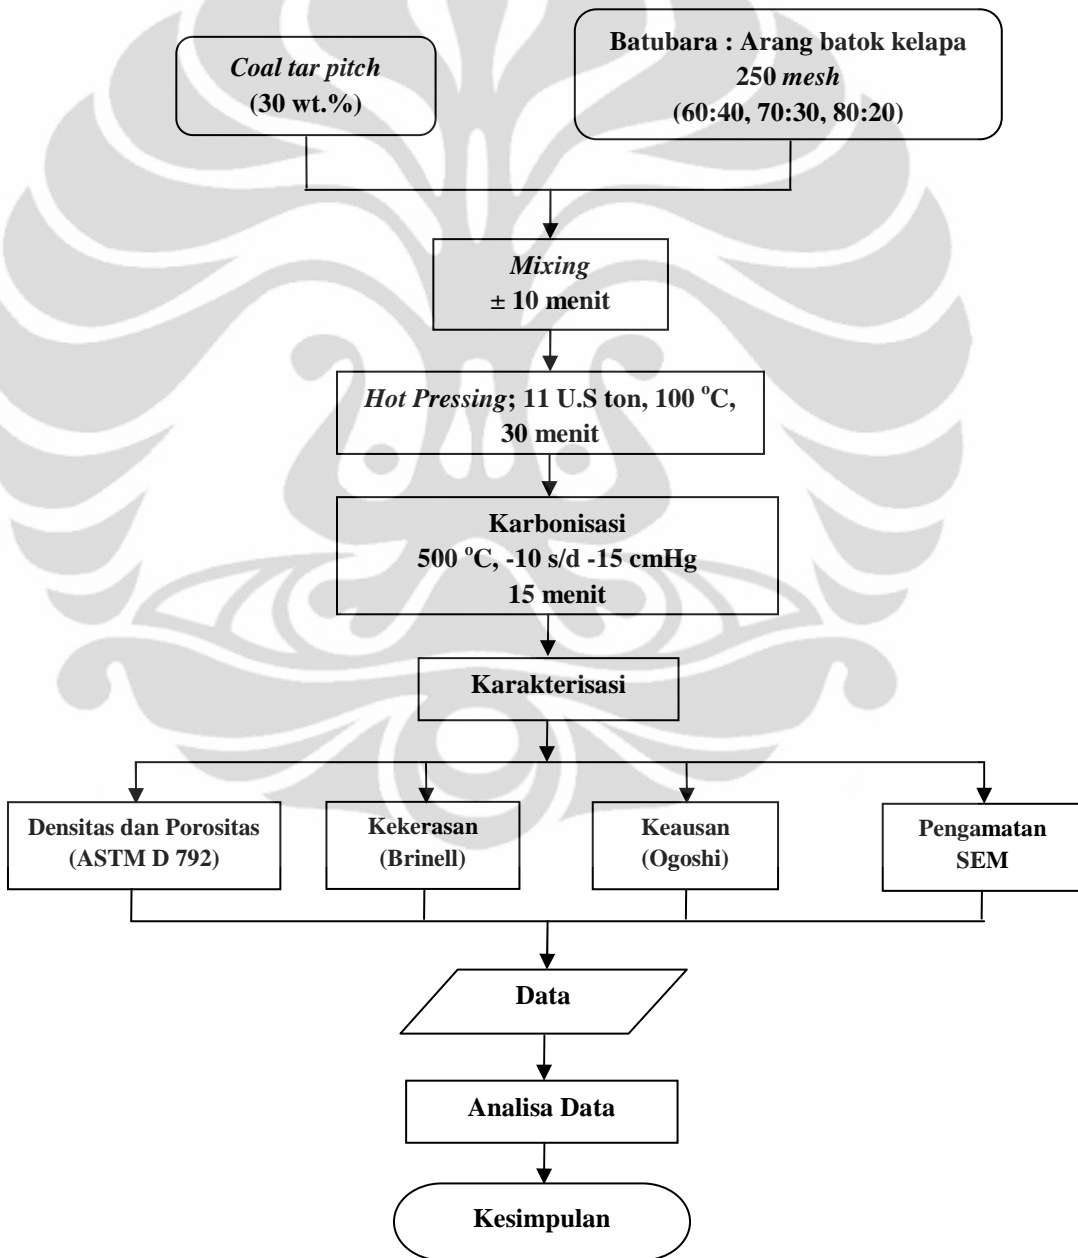 Coal tar pitch
(30 wt.%)
Batubara : Arang batok kelapa
250 mesh
(60:40, 70:30, 80:20)
Mixing
± 10 menit
Hot Pressing; 11 U.S ton, 100 °C,
30 menit
Karbonisasi
500 °C, -10 s/d -15 cmHg
15 menit
Karakterisasi
Densitas dan Porositas
(ASTM D 792)
Kekerasan
(Brinell)
Keausan
(Ogoshi)
Pengamatan
SEM
Data
Analisa Data
Kesimpulan